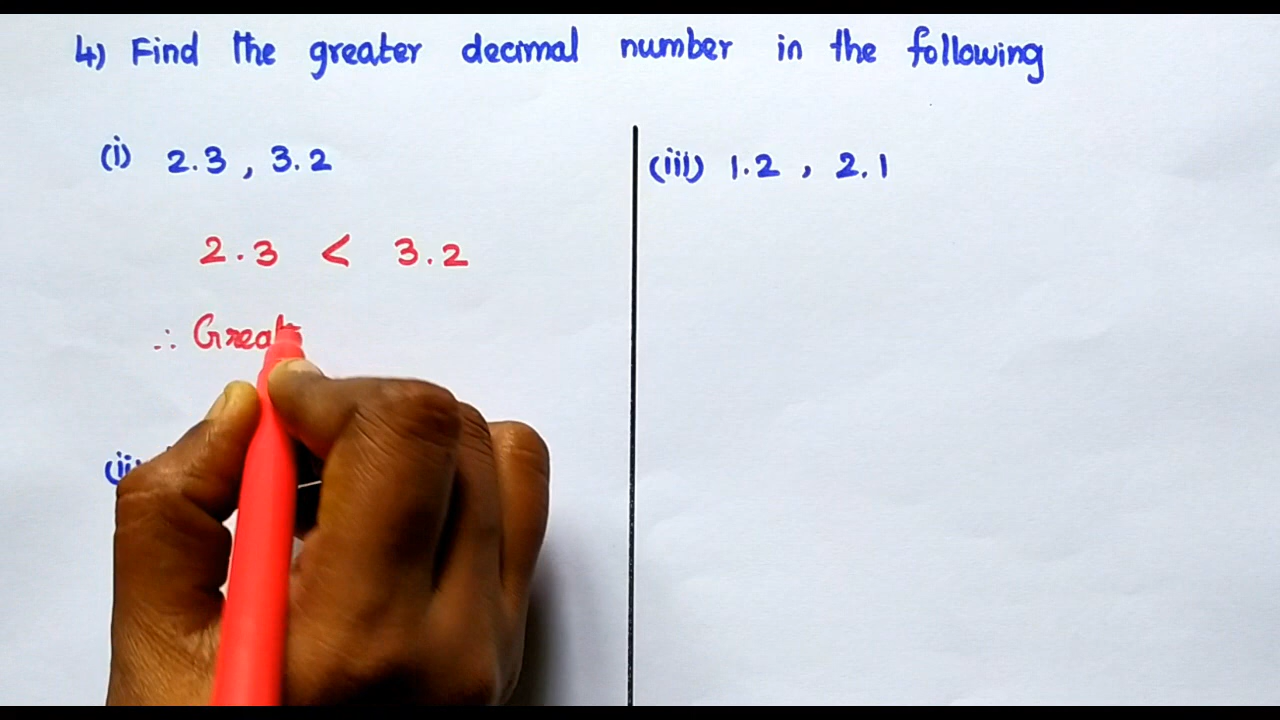 4) Find the greater decimal number in the following
(i) 2.3 , 3.2
2.3 < 3.2
∴ Great
(iii) 1.2 , 2.1